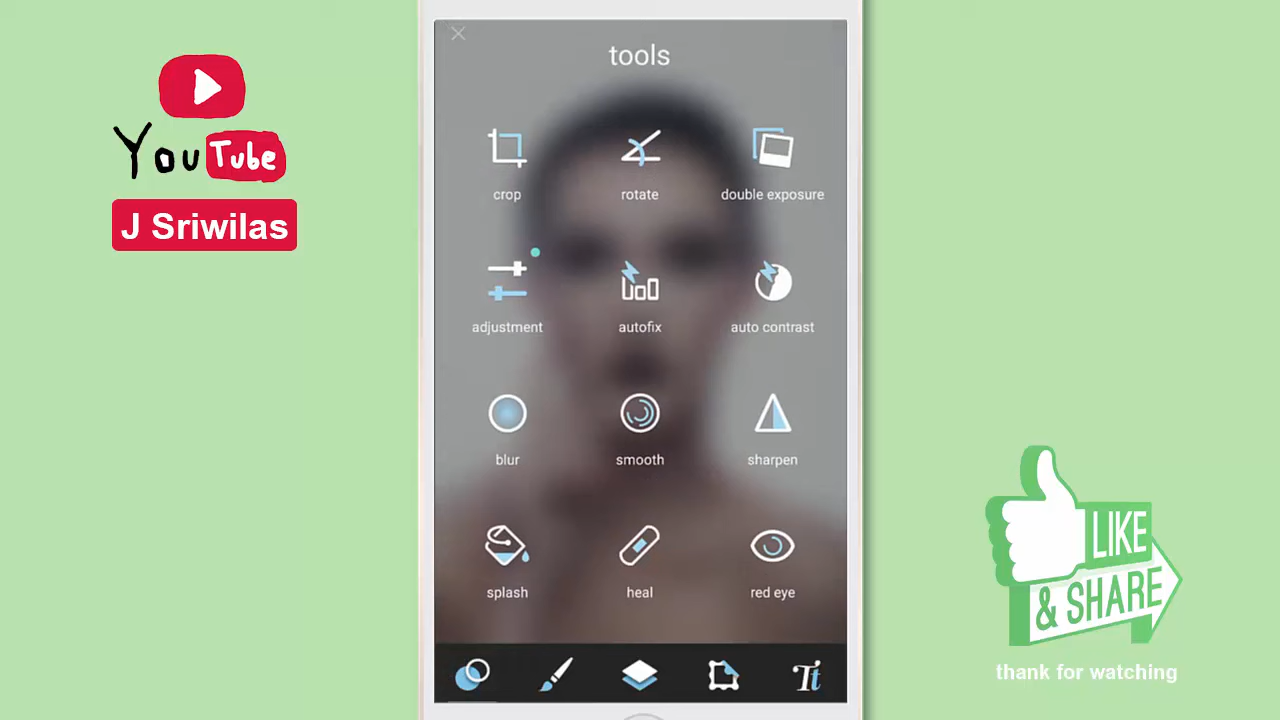 YouTube
J Sriwilas
tools
crop
rotate
double exposure
adjustment
autofix
auto contrast
blur
smooth
sharpen
splash
heal
red eye
Tt
LIKE
& SHARE
thank for watching